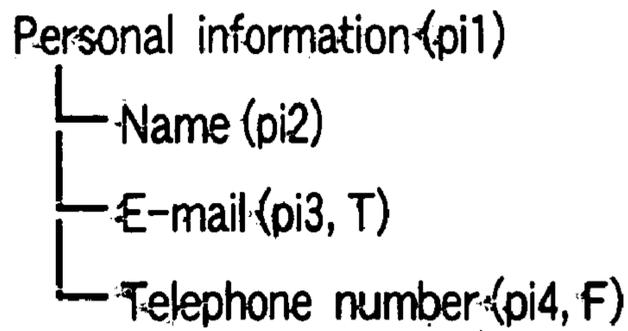 Personal information (pi1)
Name (pi2)
E-mail (pi3, T)
Telephone number (pi4, F)